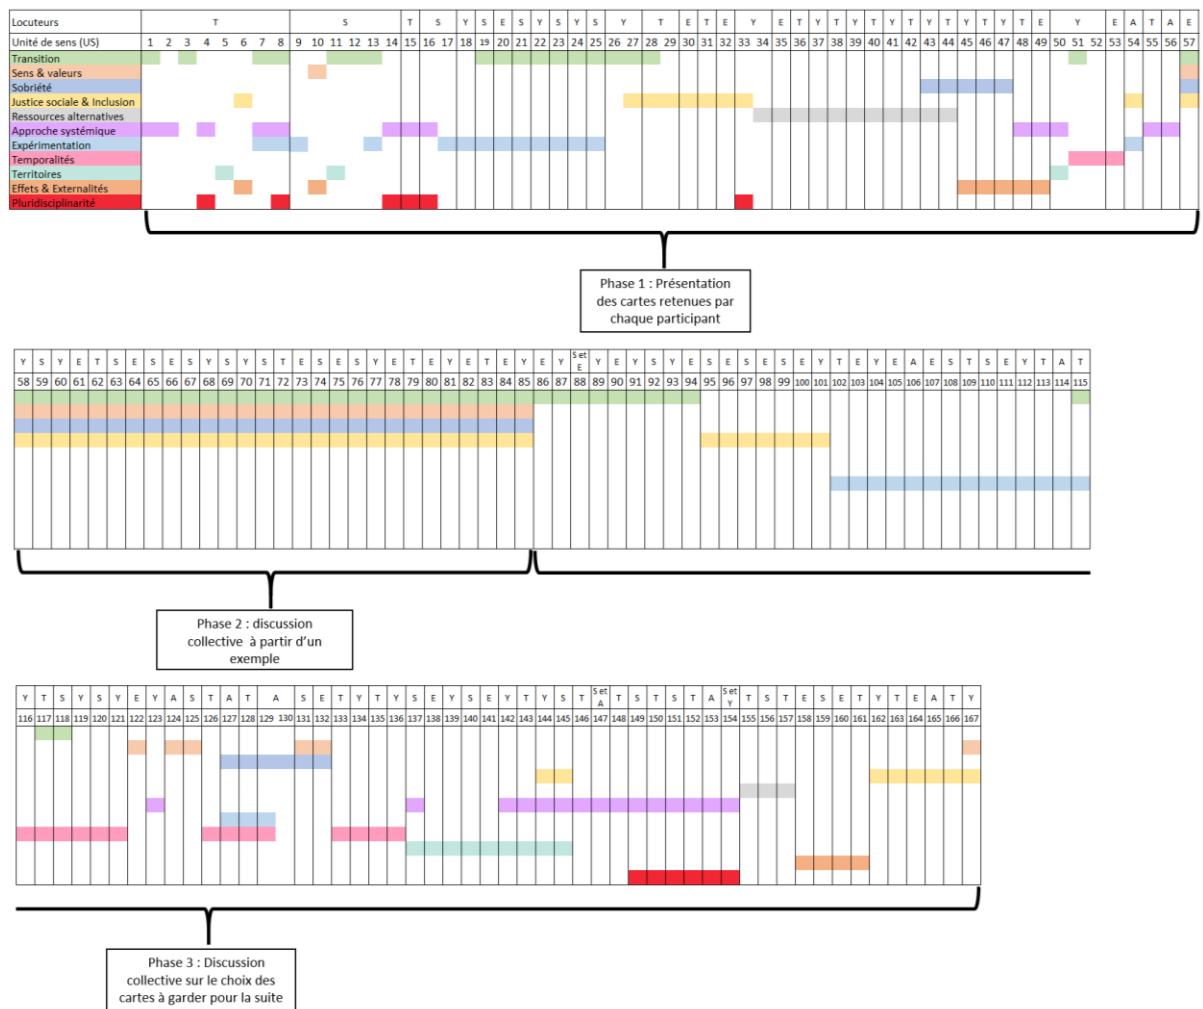 Locuteurs T S T S Y S E S Y S Y S Y T E T E Y E T Y T Y T Y T Y T Y T Y T E Y E A T A E
Unité de sens (US) 1 2 3 4 5 6 7 8 9 10 11 12 13 14 15 16 17 18 19 20 21 22 23 24 25 26 27 28 29 30 31 32 33 34 35 36 37 38 39 40 41 42 43 44 45 46 47 48 49 50 51 52 53 54 55 56 57
Transition
Sens & valeurs
Sobriété
Justice sociale & Inclusion
Ressources alternatives
Approche systémique
Expérimentation
Temporalités
Territoires
Effets & Externalités
Pluridisciplinarité
Phase 1 : Présentation
des cartes retenues par
chaque participant
Y S Y E T S E S E S Y S Y S T E S E S Y E T E Y E T E Y E Y S et E Y E Y S Y E S E S E S E Y T E Y E A E S T S E Y T A T
58 59 60 61 62 63 64 65 66 67 68 69 70 71 72 73 74 75 76 77 78 79 80 81 82 83 84 85 86 87 88 89 90 91 92 93 94 95 96 97 98 99 100 101 102 103 104 105 106 107 108 109 110 111 112 113 114 115
Phase 2 : discussion
collective à partir d'un
exemple
Y T S Y S Y E Y A S T A T A S E T Y T Y S E Y S E Y T Y S T S et A T S T S T A S et Y T S T E S E T Y T E A T Y
116 117 118 119 120 121 122 123 124 125 126 127 128 129 130 131 132 133 134 135 136 137 138 139 140 141 142 143 144 145 146 147 148 149 150 151 152 153 154 155 156 157 158 159 160 161 162 163 164 165 166 167
Phase 3 : Discussion
collective sur le choix des
cartes à garder pour la suite